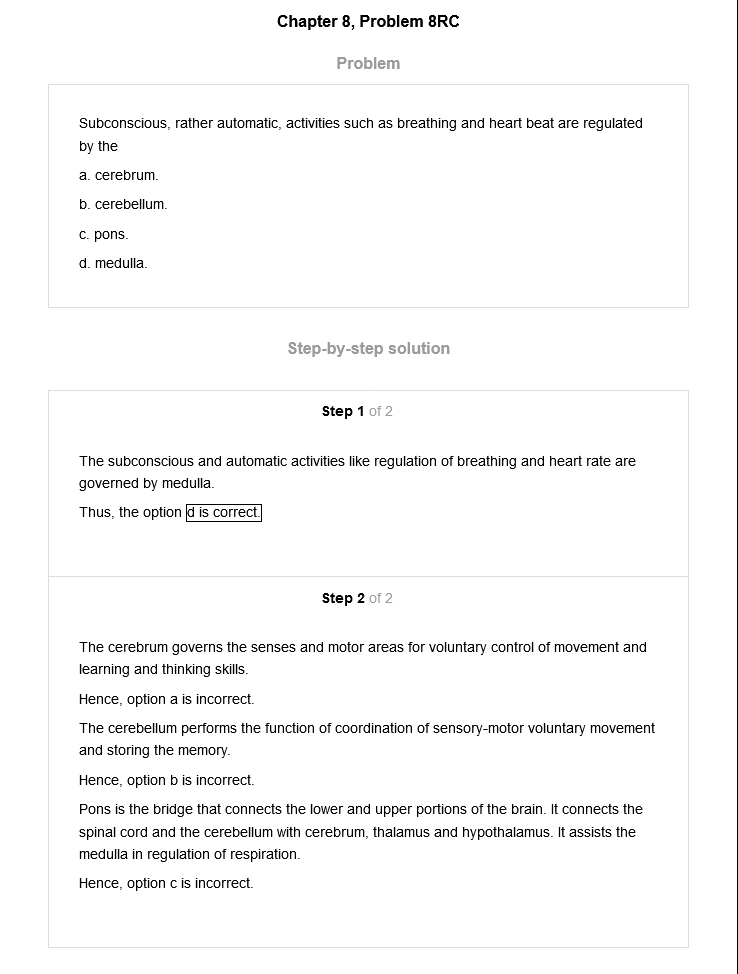 Chapter 8, Problem 8RC
Problem
Subconscious, rather automatic, activities such as breathing and heart beat are regulated
by the
a. cerebrum.
b. cerebellum.
c. pons.
d. medulla.
Step-by-step solution
Step 1 of 2
The subconscious and automatic activities like regulation of breathing and heart rate are
governed by medulla.
Thus, the option d is correct.
Step 2 of 2
The cerebrum governs the senses and motor areas for voluntary control of movement and
learning and thinking skills.
Hence, option a is incorrect.
The cerebellum performs the function of coordination of sensory-motor voluntary movement
and storing the memory.
Hence, option b is incorrect.
Pons is the bridge that connects the lower and upper portions of the brain. It connects the
spinal cord and the cerebellum with cerebrum, thalamus and hypothalamus. It assists the
medulla in regulation of respiration.
Hence, option c is incorrect.